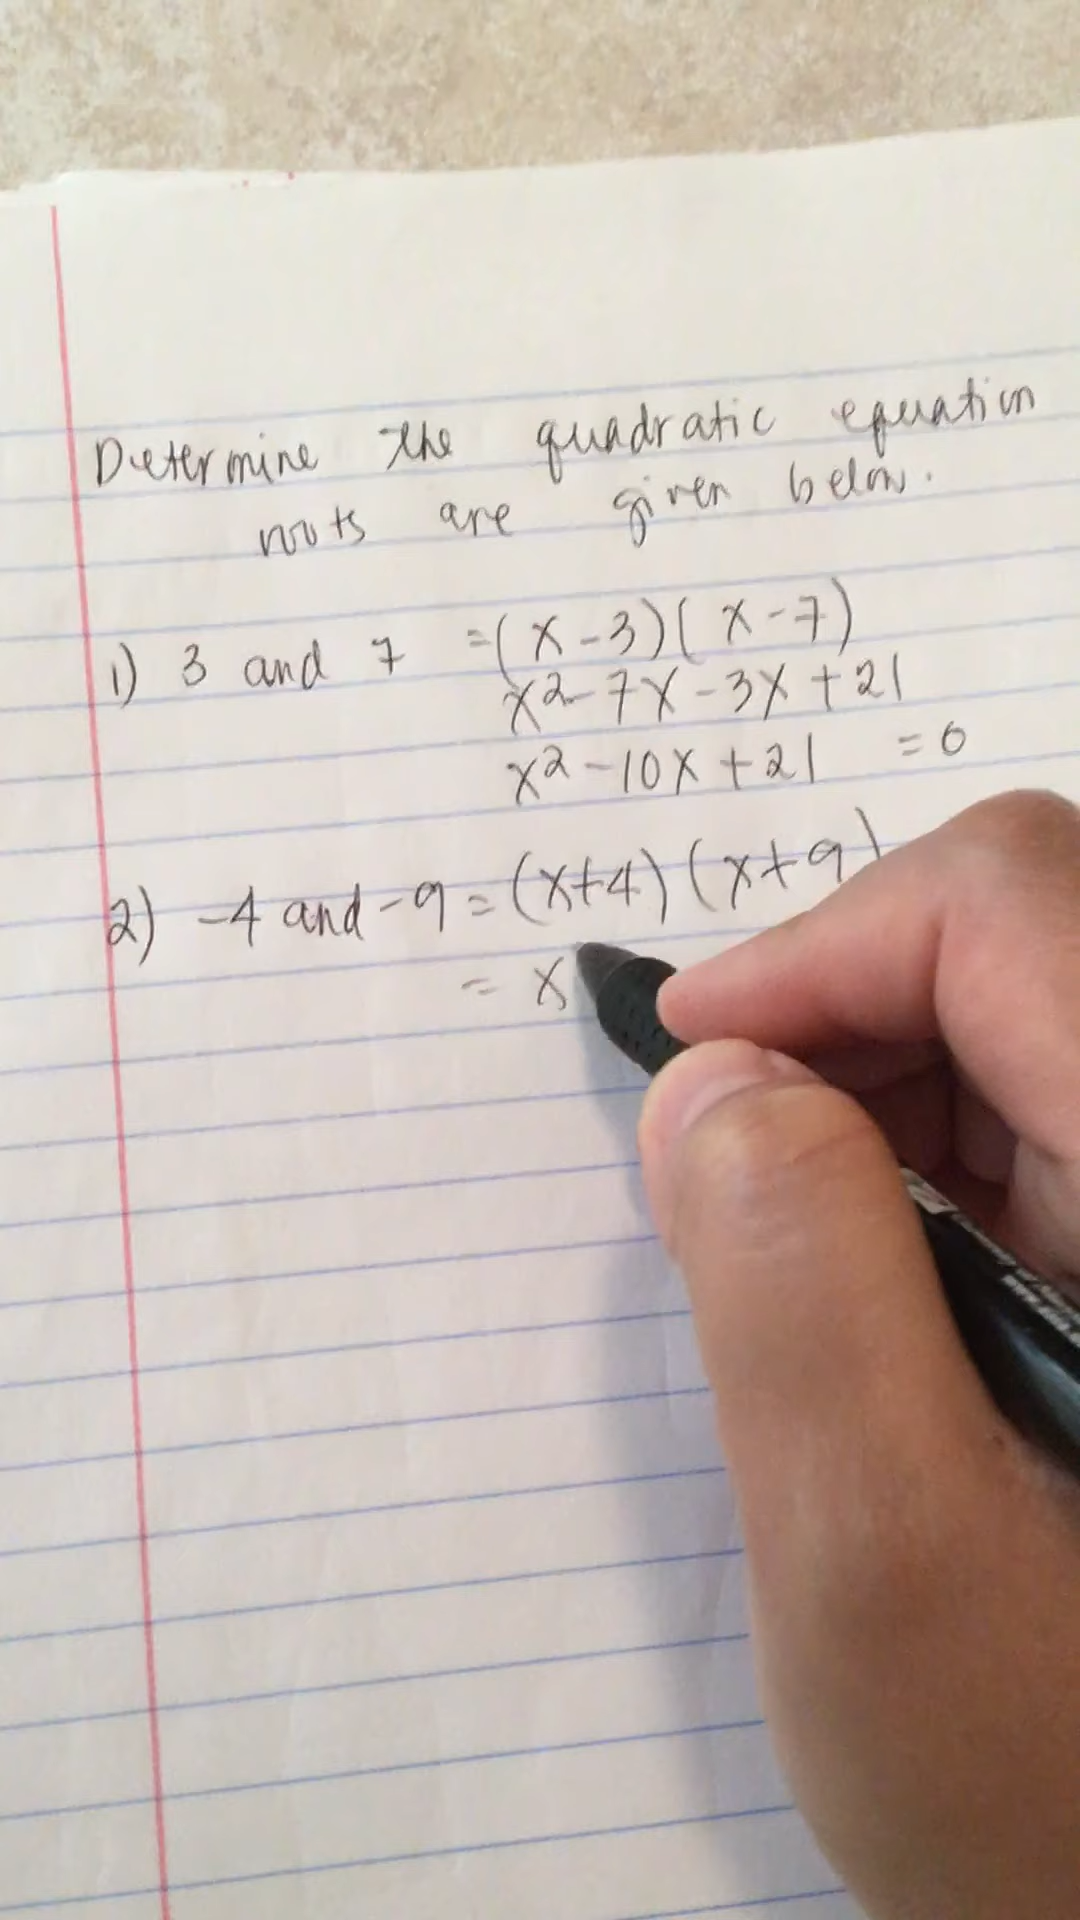 Determine the quadratic equation
roots are given below.
1) 3 and 7 =(x-3)(x-7)
x²-7x-3x+21
x²-10x+21 =0
2) -4 and -9 = (x+4)(x+9)
= x